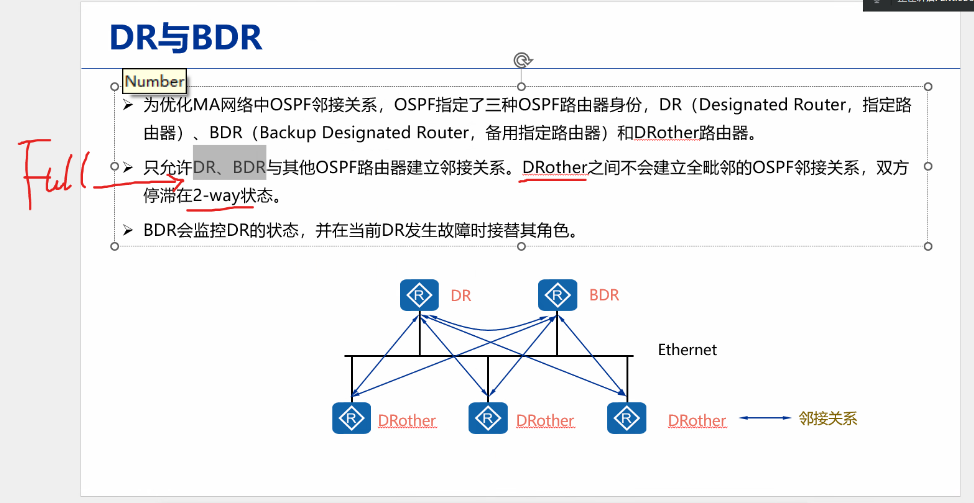 DR与BDR
Number
为优化MA网络中OSPF邻接关系，OSPF指定了三种OSPF路由器身份，DR（Designated Router，指定路
由器）、BDR（Backup Designated Router，备用指定路由器）和DRother路由器。
Full
只允许DR、BDR与其他OSPF路由器建立邻接关系。DRother之间不会建立全毗邻的OSPF邻接关系，双方
停滞在2-way状态。
BDR会监控DR的状态，并在当前DR发生故障时接替其角色。
R DR R BDR
Ethernet
R DRother R DRother R DRother 邻接关系